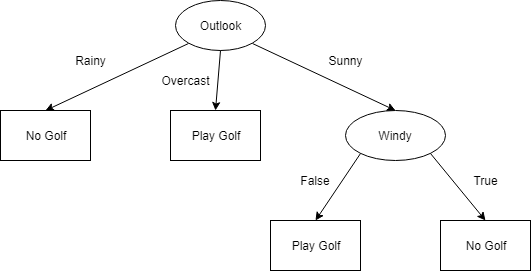 Outlook
Rainy
Overcast
Sunny
No Golf
Play Golf
Windy
False
True
Play Golf
No Golf